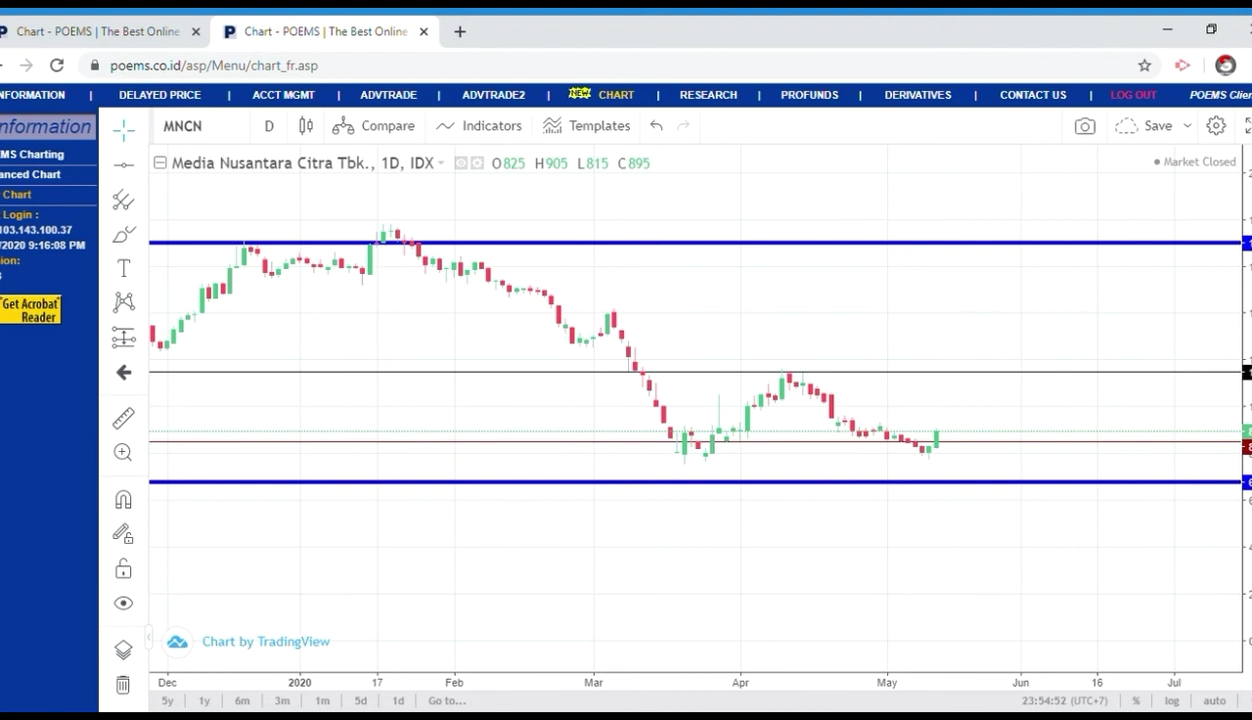 Chart - POEMS | The Best Online
Chart - POEMS | The Best Online
poems.co.id/asp/Menu/chart_fr.asp
NFORMATION | DELAYED PRICE | ACCT MGMT | ADVTRADE | ADVTRADE2 | NEW CHART | RESEARCH | PROFUNDS | DERIVATIVES | CONTACT US | LOG OUT POEMS Clien
nformation
MS Charting
anced Chart
Chart
Login :
103.143.100.37
/2020 9:16:08 PM
ion:
"Get Acrobat"
Reader
MNCN D Compare Indicators Templates Save
Media Nusantara Citra Tbk., 1D, IDX O825 H905 L815 C895
Market Closed
Chart by TradingView
Dec 2020 17 Feb Mar Apr May Jun 16 Jul
5y 1y 6m 3m 1m 5d 1d Go to... 23:54:52 (UTC+7) % log auto